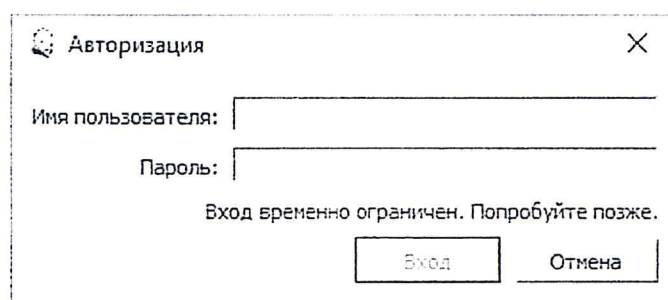 Авторизация
Имя пользователя:
Пароль:
Вход временно ограничен. Попробуйте позже.
Вход Отмена